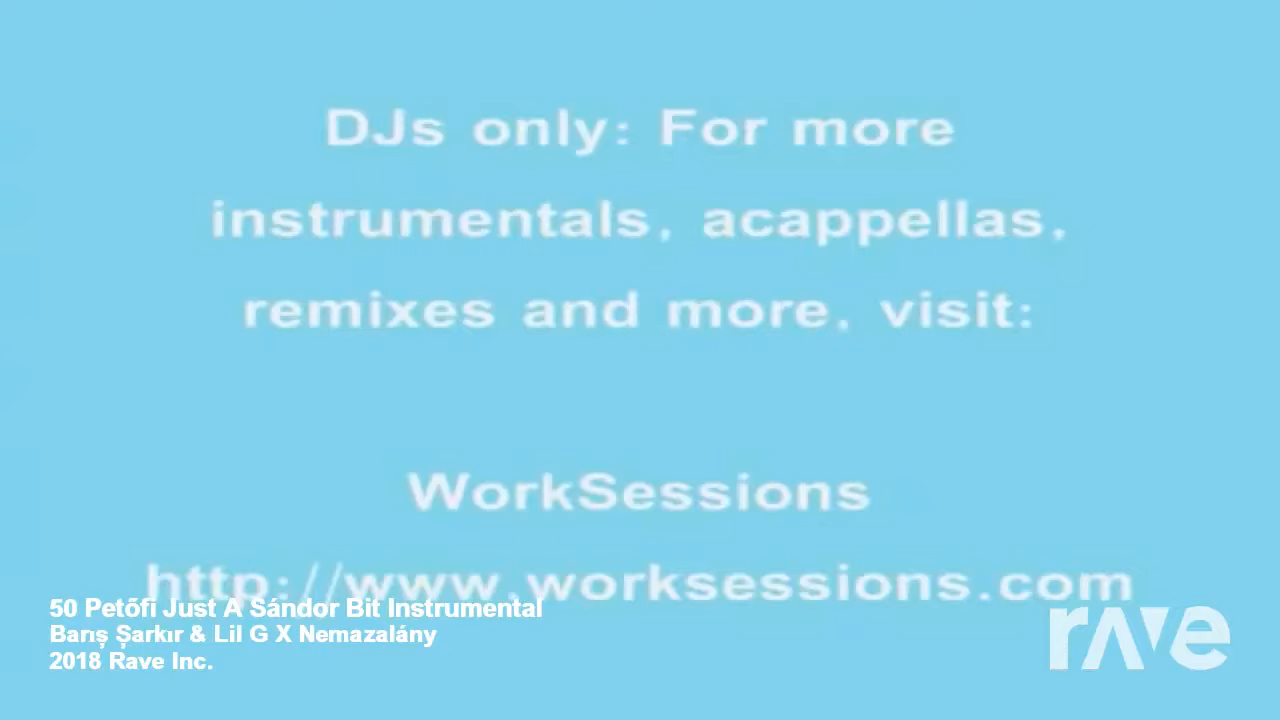 DJs only: For more
instrumentals, acappellas,
remixes and more, visit:
WorkSessions
http://www.worksessions.com
50 Petőfi Just A Sándor Bit Instrumental
Barış Şarkır & Lil G X Nemazalány
2018 Rave Inc.
rave